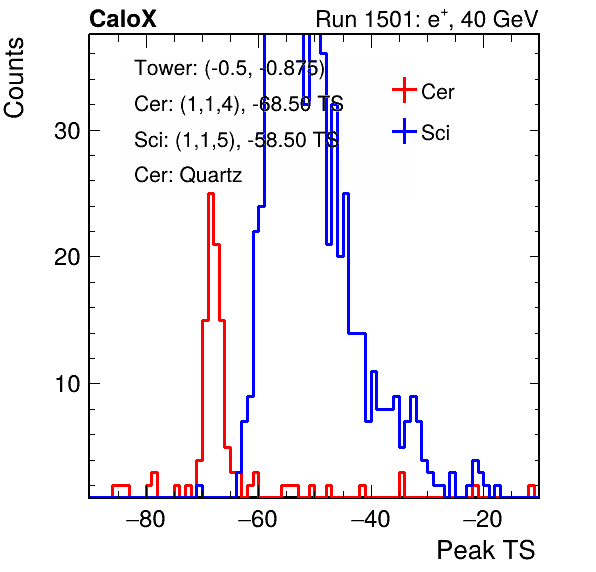 CaloX Run 1501: e⁺, 40 GeV
Counts
Tower: (-0.5, -0.875)
Cer: (1,1,4), -68.50 TS
Sci: (1,1,5), -58.50 TS
Cer: Quartz
Cer
Sci
30
20
10
−80 −60 −40 −20
Peak TS